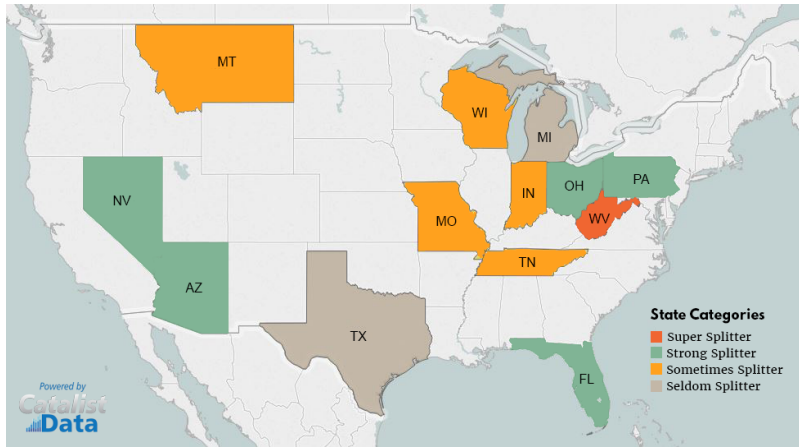 MT
WI
MI
NV
IN
OH
PA
MO
WV
TN
AZ
TX
FL
State Categories
Super Splitter
Strong Splitter
Sometimes Splitter
Seldom Splitter
Powered by
Catalist
Data